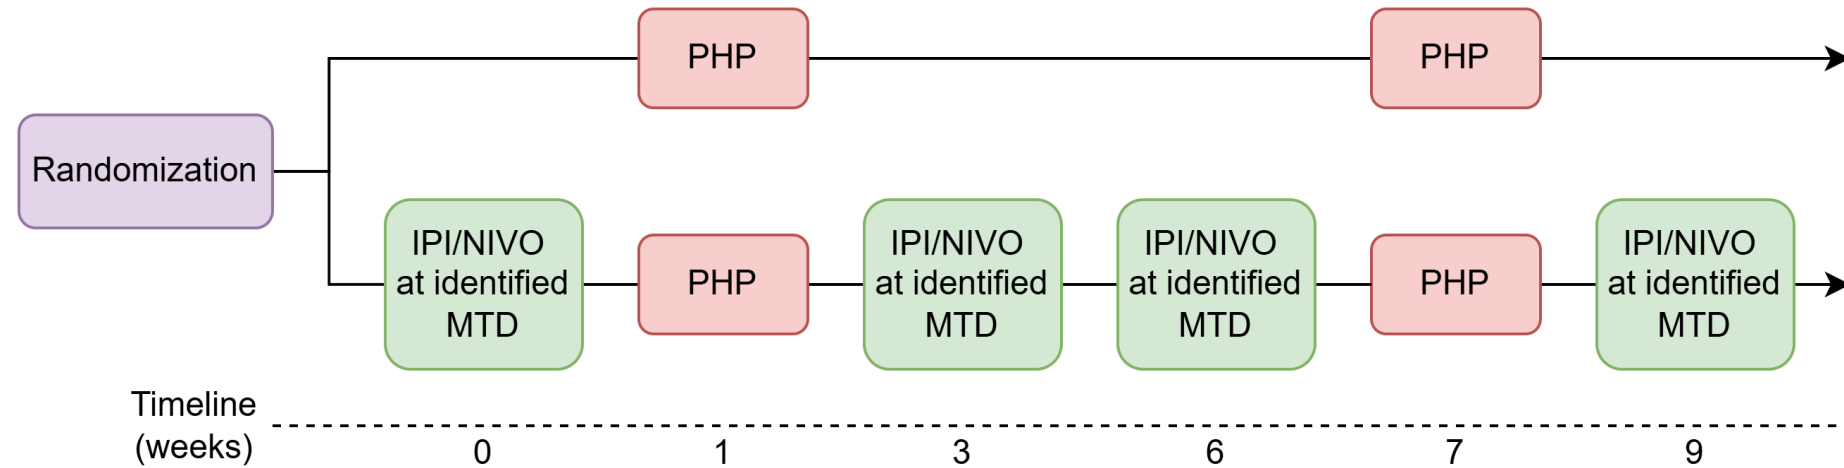 PHP
PHP
Randomization
IPI/NIVO
at identified
MTD
PHP
IPI/NIVO
at identified
MTD
IPI/NIVO
at identified
MTD
PHP
IPI/NIVO
at identified
MTD
Timeline
(weeks)
0 1 3 6 7 9